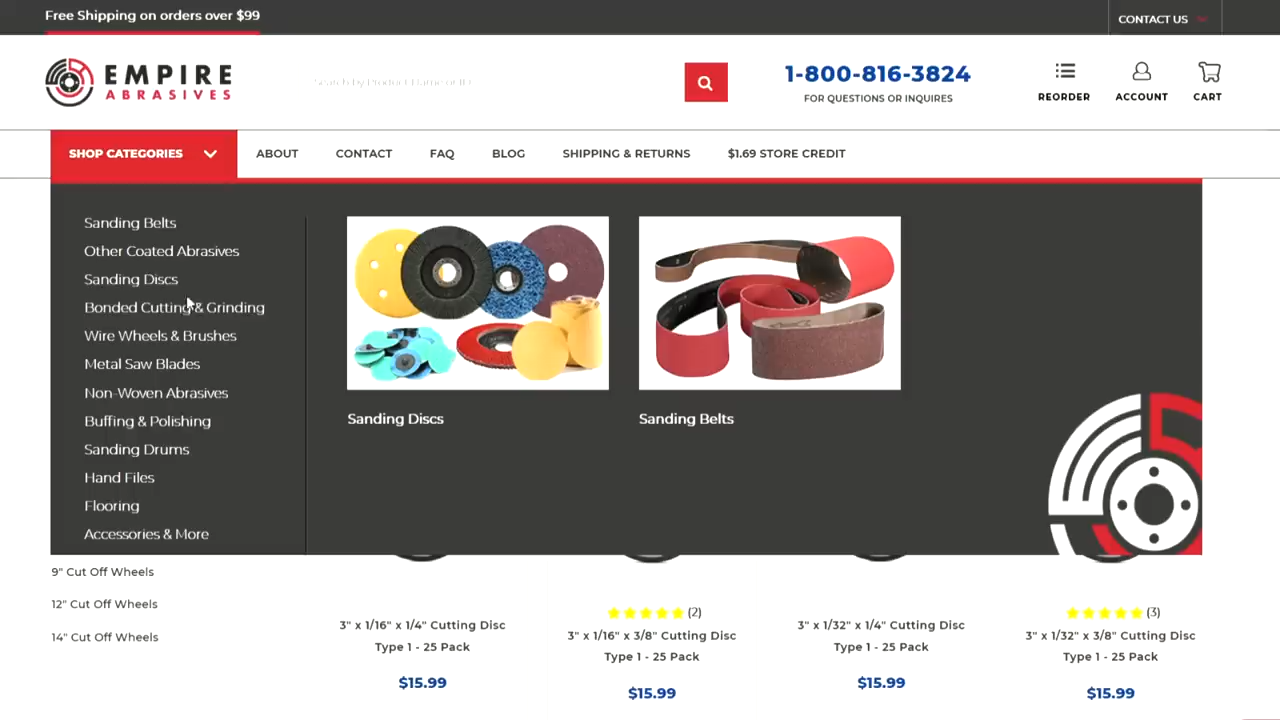 Free Shipping on orders over $99
CONTACT US
EMPIRE
ABRASIVES
Search by Product Name or ID
1-800-816-3824
FOR QUESTIONS OR INQUIRES
REORDER
ACCOUNT
CART
SHOP CATEGORIES
ABOUT
CONTACT
FAQ
BLOG
SHIPPING & RETURNS
$1.69 STORE CREDIT
Sanding Belts
Other Coated Abrasives
Sanding Discs
Bonded Cutting & Grinding
Wire Wheels & Brushes
Metal Saw Blades
Non-Woven Abrasives
Buffing & Polishing
Sanding Drums
Hand Files
Flooring
Accessories & More
Sanding Discs
Sanding Belts
9" Cut Off Wheels
12" Cut Off Wheels
14" Cut Off Wheels
3" x 1/16" x 1/4" Cutting Disc
Type 1 - 25 Pack
$15.99
(2)
3" x 1/16" x 3/8" Cutting Disc
Type 1 - 25 Pack
$15.99
3" x 1/32" x 1/4" Cutting Disc
Type 1 - 25 Pack
$15.99
(3)
3" x 1/32" x 3/8" Cutting Disc
Type 1 - 25 Pack
$15.99